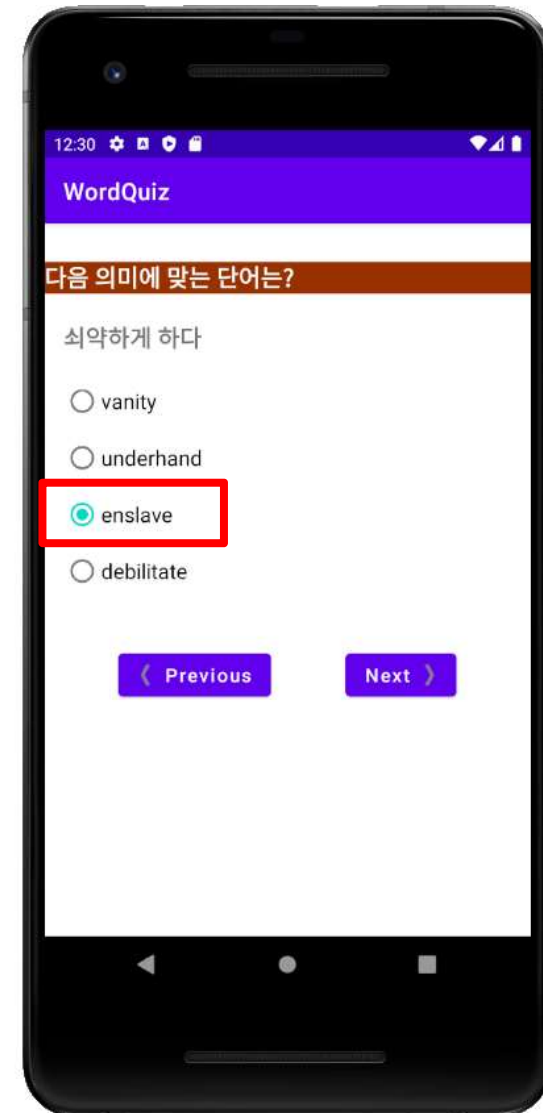 12:30
WordQuiz
다음 의미에 맞는 단어는?
쇠약하게 하다
vanity
underhand
enslave
debilitate
《 Previous
Next 》